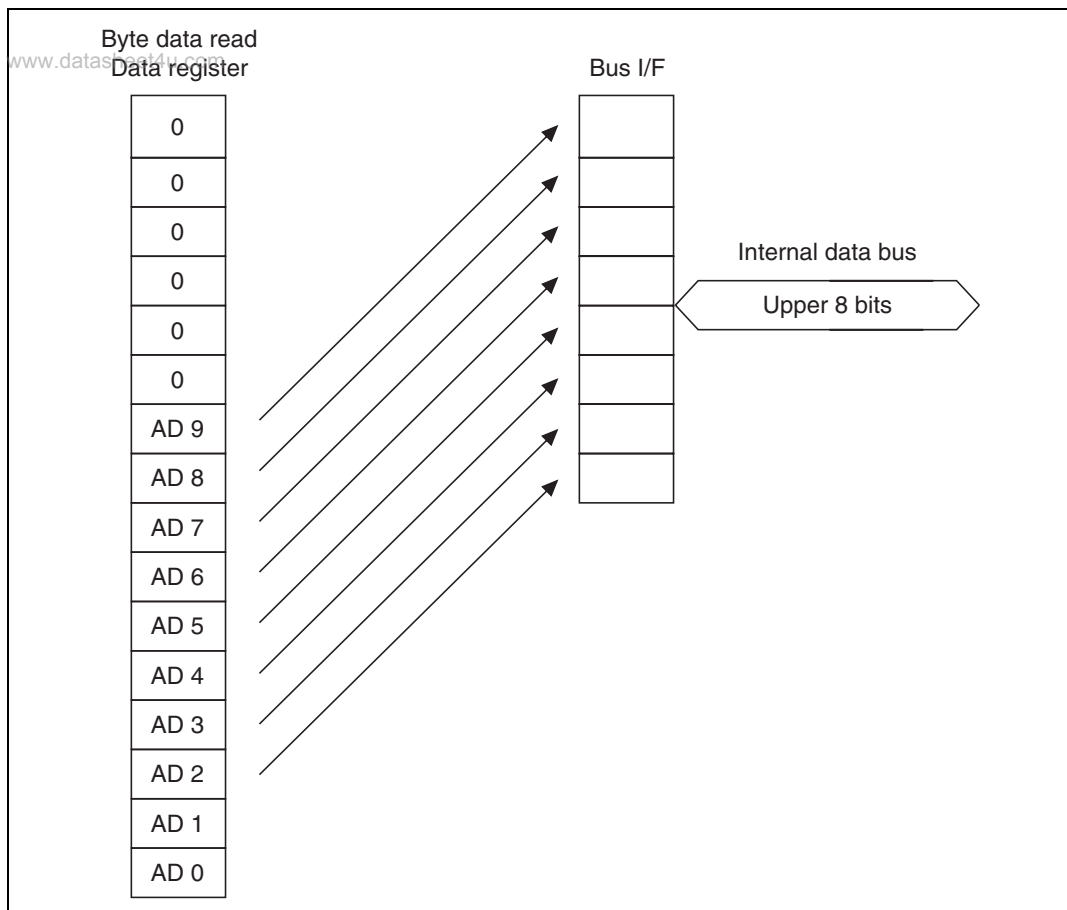 Byte data read
www.datasheet4u.com
Data register
Bus I/F
0
0
0
0
0
0
AD 9
AD 8
AD 7
AD 6
AD 5
AD 4
AD 3
AD 2
AD 1
AD 0
Internal data bus
Upper 8 bits